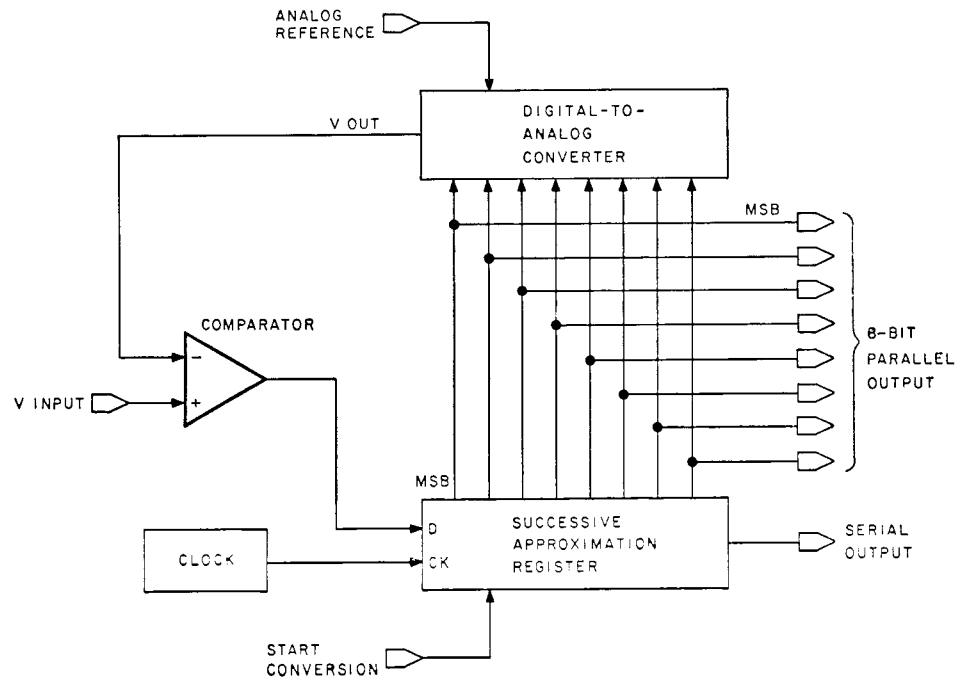 ANALOG
REFERENCE
DIGITAL-TO-
ANALOG
CONVERTER
V OUT
MSB
COMPARATOR
8-BIT
PARALLEL
OUTPUT
-
+
V INPUT
MSB
D
CK
SUCCESSIVE
APPROXIMATION
REGISTER
SERIAL
OUTPUT
CLOCK
START
CONVERSION